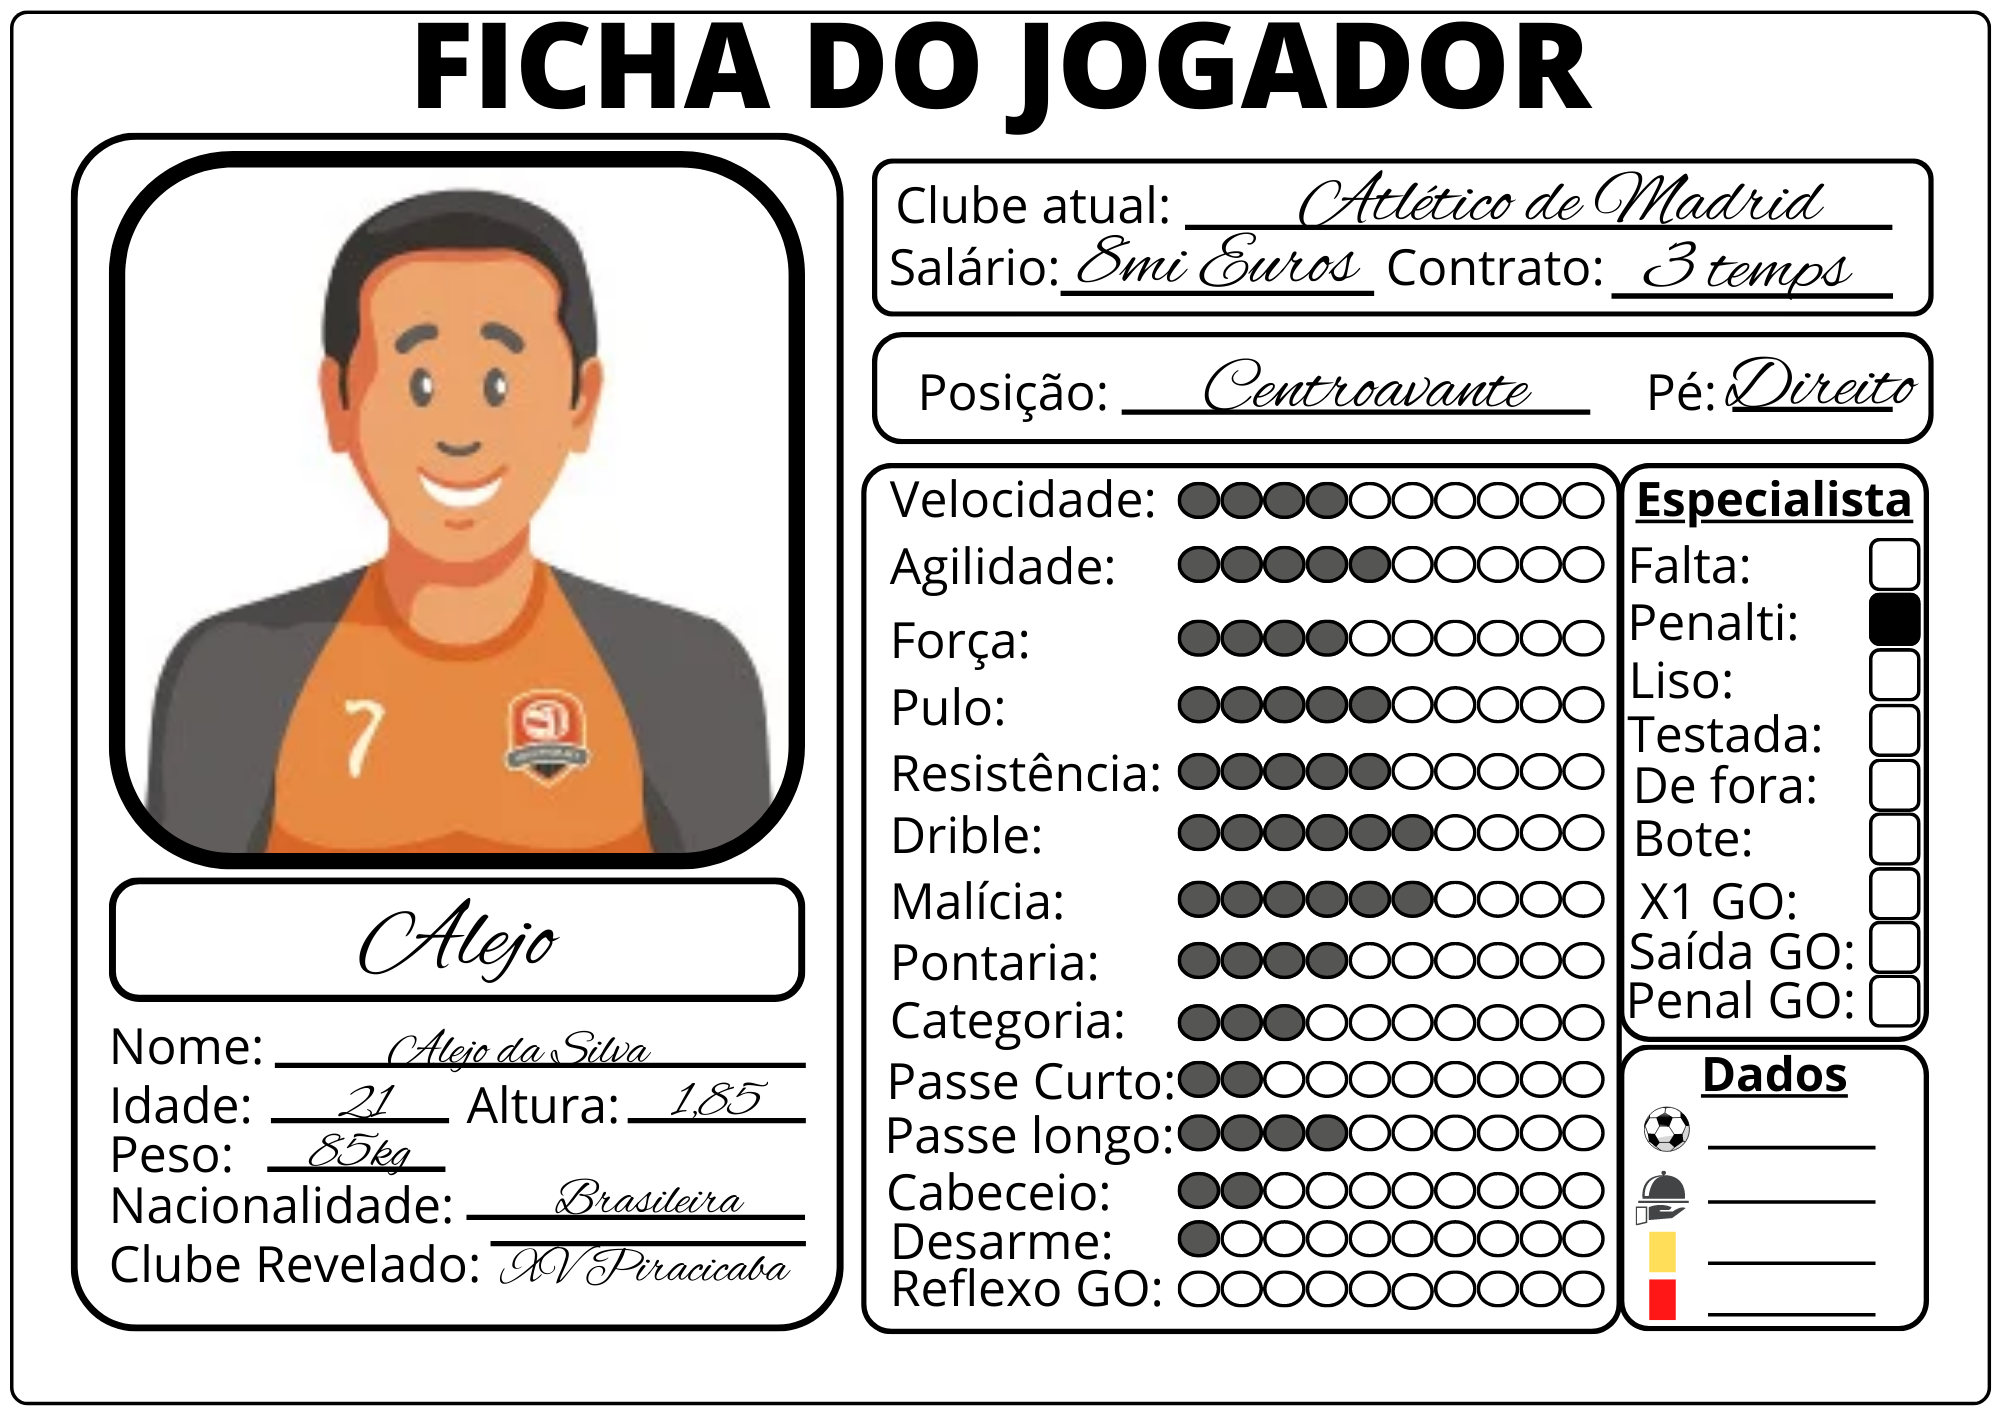 FICHA DO JOGADOR
7
Alejo
Nome: Alejo da Silva
Idade: 21 Altura: 1,85
Peso: 85kg
Nacionalidade: Brasileira
Clube Revelado: XV Piracicaba
Clube atual: Atlético de Madrid
Salário: 8mi Euros Contrato: 3 temps
Posição: Centroavante Pé: Direito
Velocidade:
Agilidade:
Força:
Pulo:
Resistência:
Drible:
Malícia:
Pontaria:
Categoria:
Passe Curto:
Passe longo:
Cabeceio:
Desarme:
Reflexo GO:
Especialista
Falta:
Penalti:
Liso:
Testada:
De fora:
Bote:
X1 GO:
Saída GO:
Penal GO:
Dados